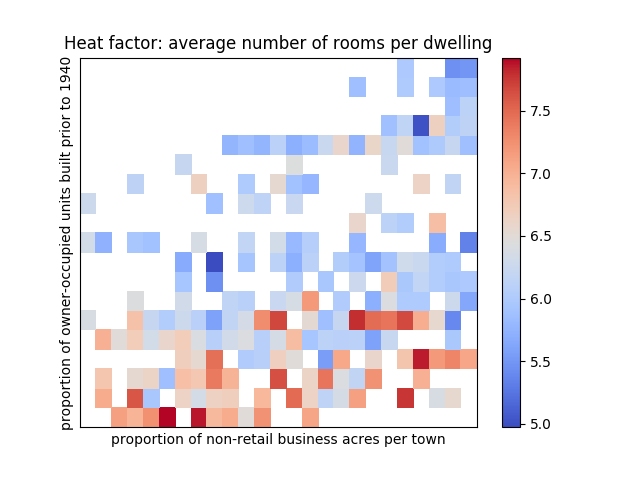 Heat factor: average number of rooms per dwelling
proportion of owner-occupied units built prior to 1940
proportion of non-retail business acres per town
7.5
7.0
6.5
6.0
5.5
5.0